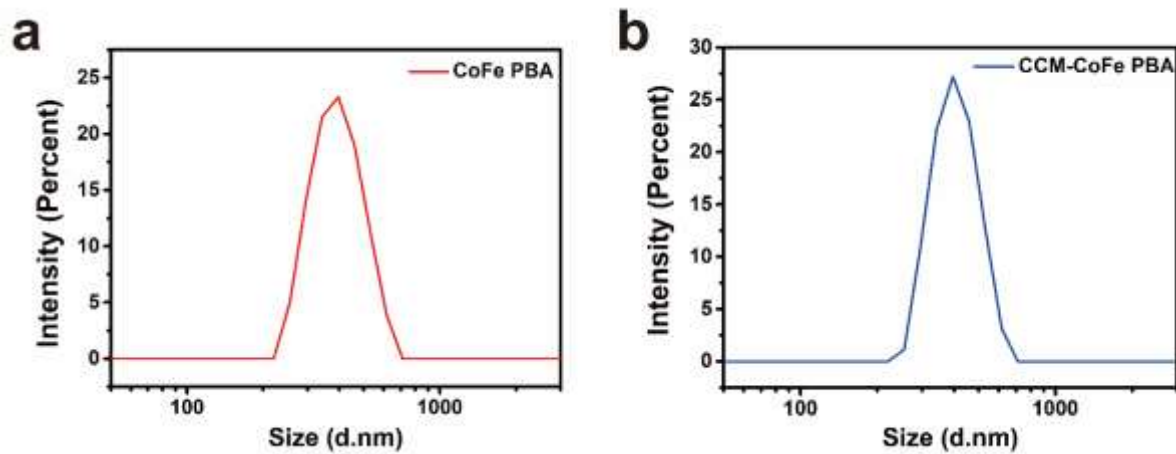 a
CoFe PBA
Intensity (Percent)
25
20
15
10
5
0
100
1000
Size (d.nm)
b
CCM-CoFe PBA
Intensity (Percent)
30
25
20
15
10
5
0
100
1000
Size (d.nm)